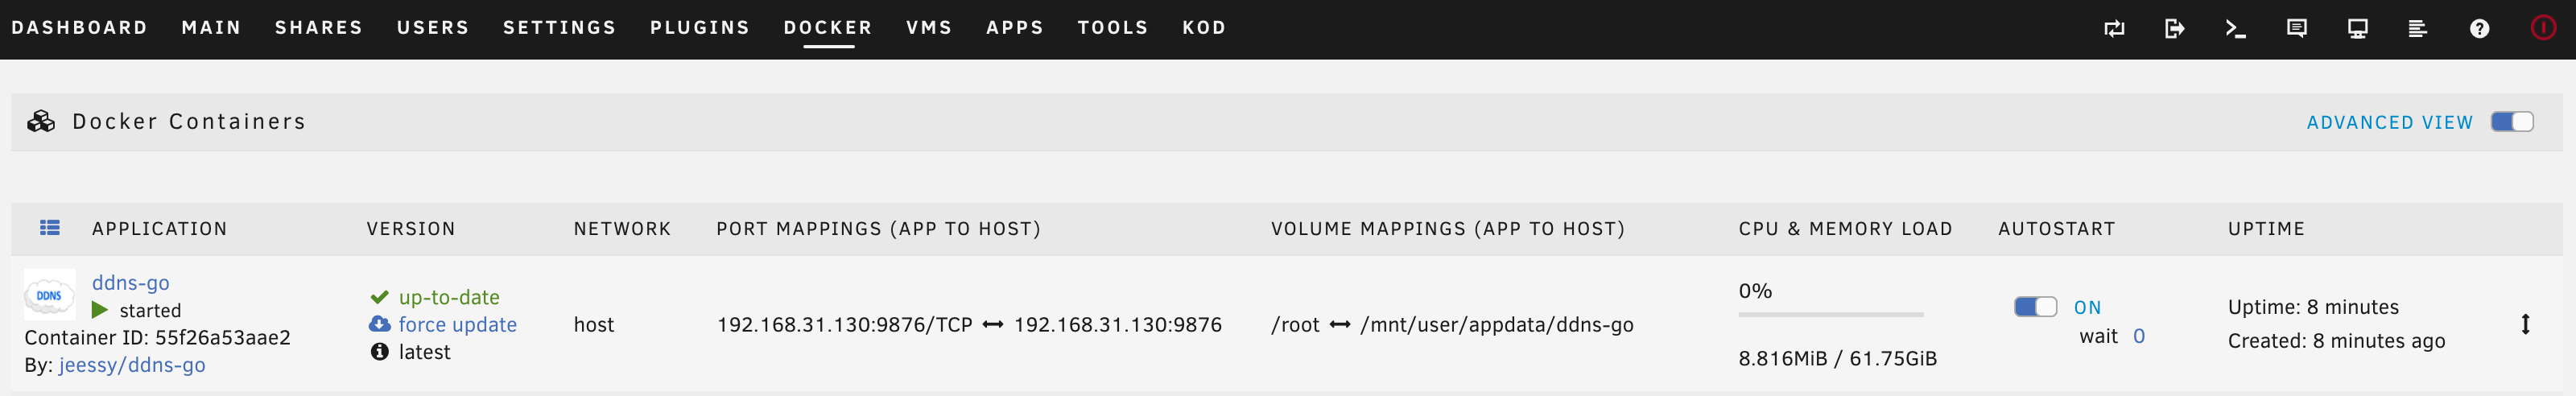 DASHBOARD MAIN SHARES USERS SETTINGS PLUGINS DOCKER VMS APPS TOOLS KOD
Docker Containers
ADVANCED VIEW
APPLICATION VERSION NETWORK PORT MAPPINGS (APP TO HOST) VOLUME MAPPINGS (APP TO HOST) CPU & MEMORY LOAD AUTOSTART UPTIME
DDNS
ddns-go
started
Container ID: 55f26a53aae2
By: jeessy/ddns-go
up-to-date
force update
latest
host
192.168.31.130:9876/TCP ↔ 192.168.31.130:9876
/root ↔ /mnt/user/appdata/ddns-go
0%
8.816MiB / 61.75GiB
ON
wait 0
Uptime: 8 minutes
Created: 8 minutes ago